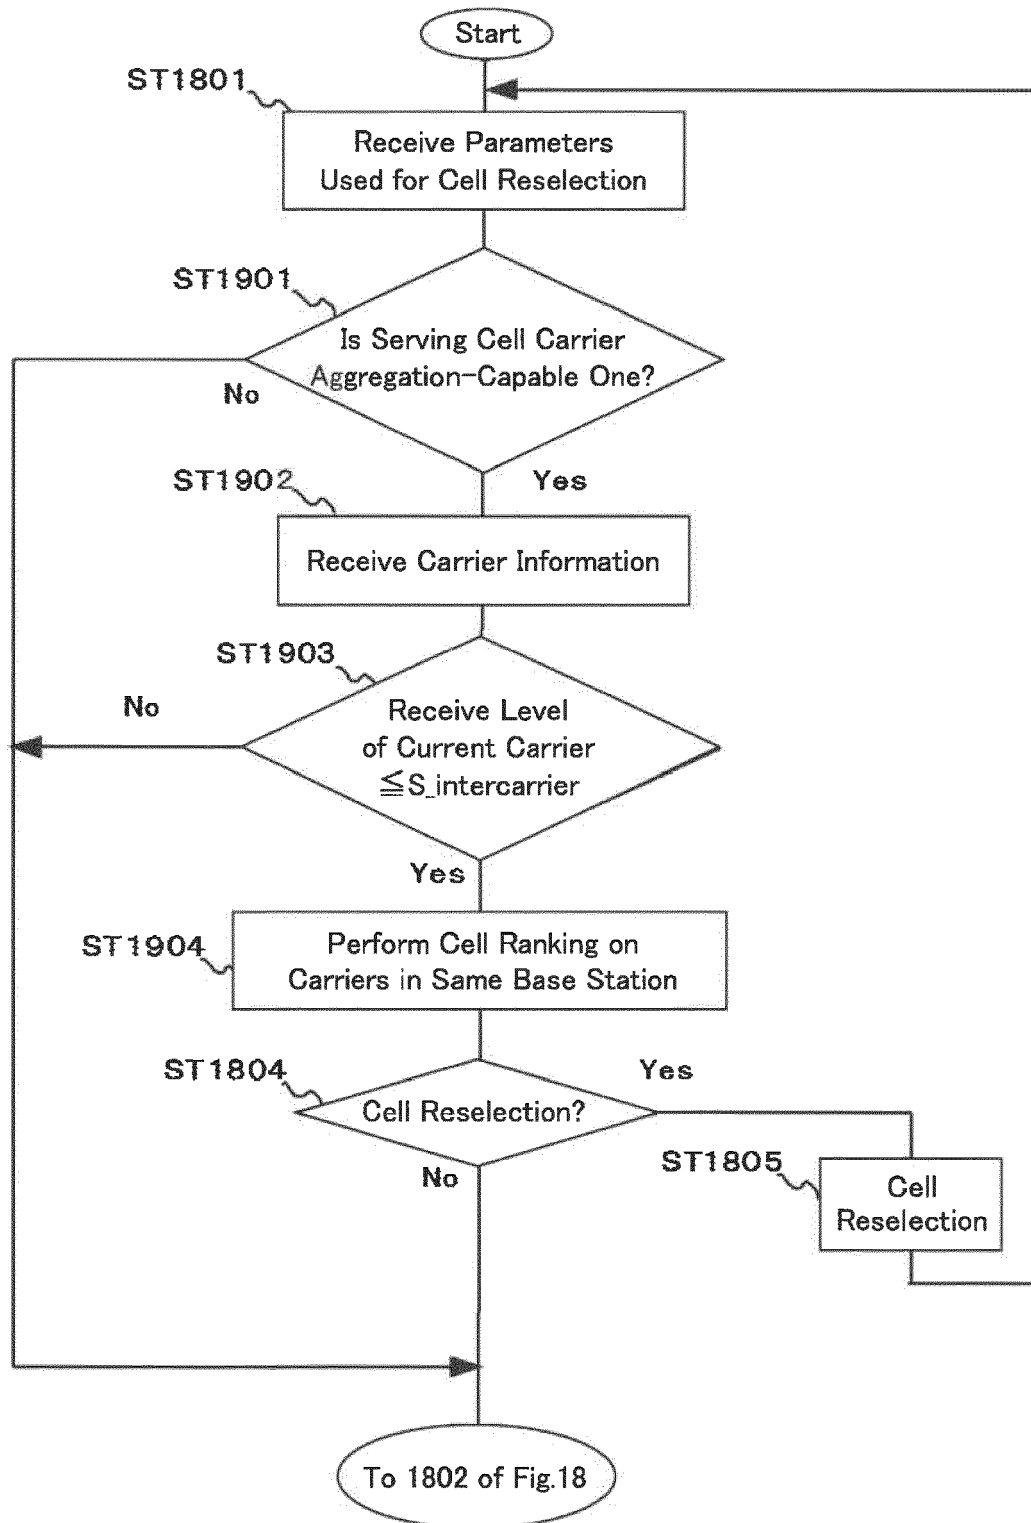 Start
ST1801
Receive Parameters
Used for Cell Reselection
ST1901
Is Serving Cell Carrier
Aggregation-Capable One?
No
Yes
ST1902
Receive Carrier Information
ST1903
No
Receive Level
of Current Carrier
≦S_intercarrier
Yes
ST1904
Perform Cell Ranking on
Carriers in Same Base Station
ST1804
Yes
Cell Reselection?
No
ST1805
Cell
Reselection
To 1802 of Fig.18